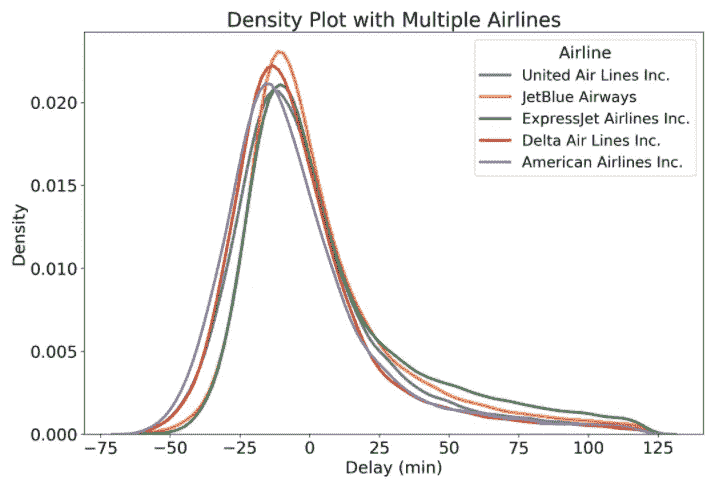 Density Plot with Multiple Airlines
Airline
United Air Lines Inc.
JetBlue Airways
ExpressJet Airlines Inc.
Delta Air Lines Inc.
American Airlines Inc.
Density
0.020
0.015
0.010
0.005
0.000
−75 −50 −25 0 25 50 75 100 125
Delay (min)